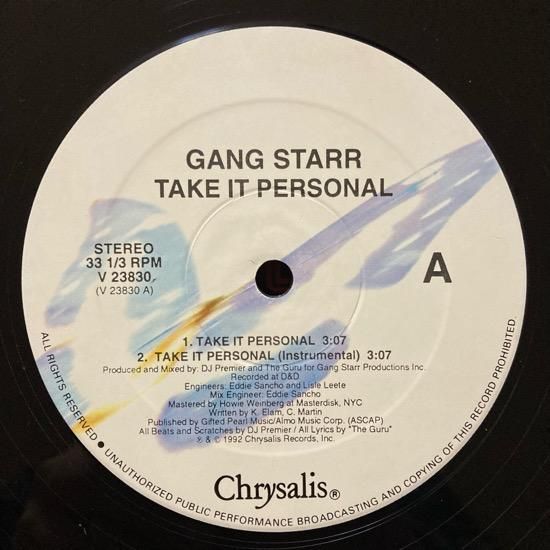 GANG STARR
TAKE IT PERSONAL
STEREO
33 1/3 RPM
V 23830
(V 23830 A)
A
1. TAKE IT PERSONAL 3:07
2. TAKE IT PERSONAL (Instrumental) 3:07
Produced and Mixed by: DJ Premier and The Guru for Gang Starr Productions Inc.
Recorded at D&D
Engineers: Eddie Sancho and Lisle Leete
Mix Engineer: Eddie Sancho
Mastered by Howie Weinberg at Masterdisk, NYC
Written by K. Elam, C. Martin
Published by Gifted Pearl Music/Almo Music Corp. (ASCAP)
All Beats and Scratches by DJ Premier / All Lyrics by "The Guru"
℗ & © 1992 Chrysalis Records, Inc.
Chrysalis®
ALL RIGHTS RESERVED • UNAUTHORIZED PUBLIC PERFORMANCE BROADCASTING AND COPYING OF THIS RECORD PROHIBITED.